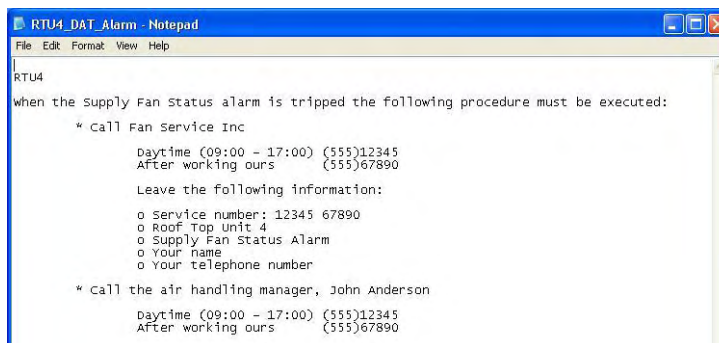 RTU4_DAT_Alarm - Notepad
File Edit Format View Help
RTU4
When the Supply Fan Status alarm is tripped the following procedure must be executed:
* Call Fan Service Inc
Daytime (09:00 - 17:00) (555)12345
After working ours (555)67890
Leave the following information:
o Service number: 12345 67890
o Roof Top Unit 4
o Supply Fan Status Alarm
o Your name
o Your telephone number
* Call the air handling manager, John Anderson
Daytime (09:00 - 17:00) (555)12345
After working ours (555)67890